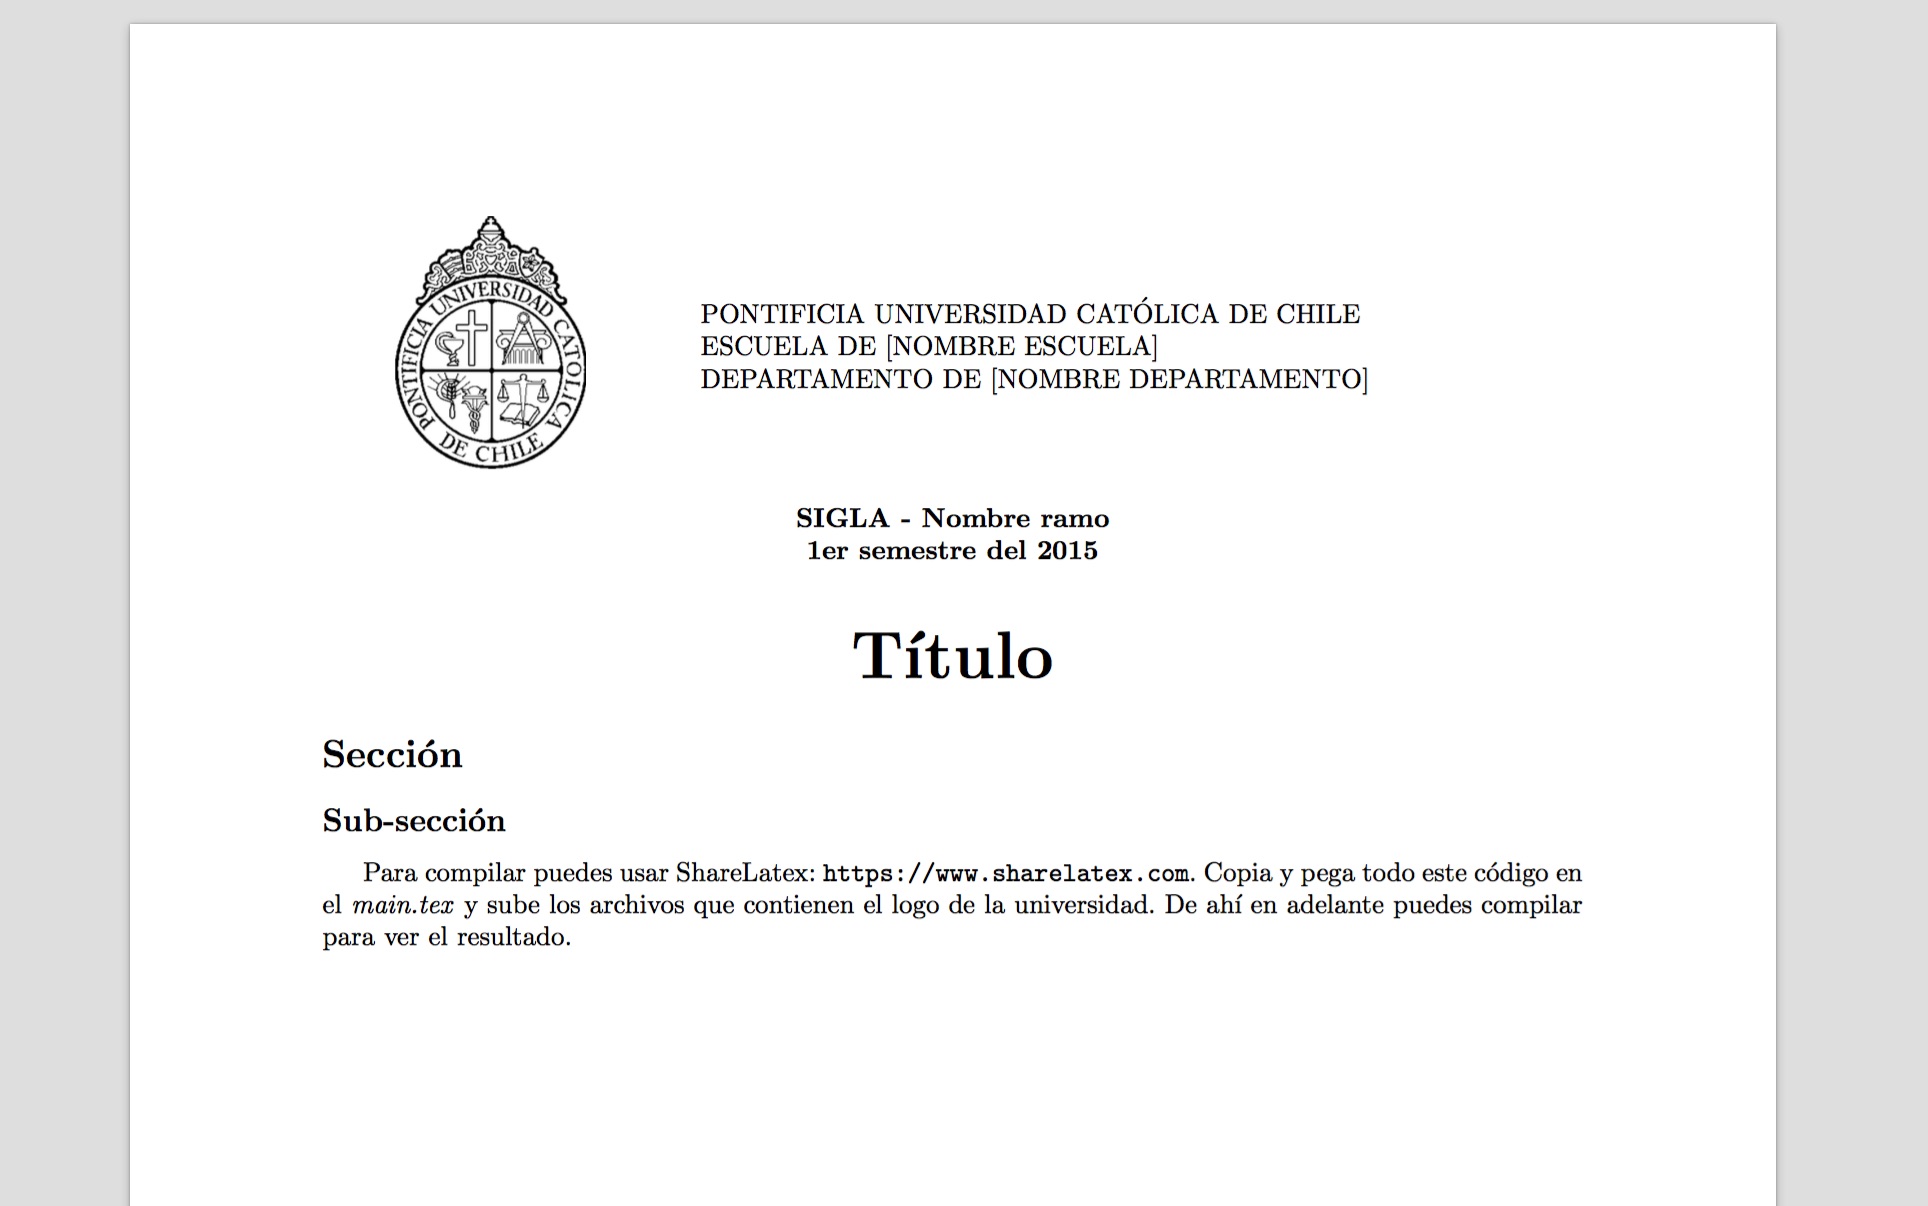 PONTIFICIA UNIVERSIDAD CATOLICA
DE CHILE
PONTIFICIA UNIVERSIDAD CATÓLICA DE CHILE
ESCUELA DE [NOMBRE ESCUELA]
DEPARTAMENTO DE [NOMBRE DEPARTAMENTO]
SIGLA - Nombre ramo
1er semestre del 2015
Título
Sección
Sub-sección
Para compilar puedes usar ShareLatex: https://www.sharelatex.com. Copia y pega todo este código en
el main.tex y sube los archivos que contienen el logo de la universidad. De ahí en adelante puedes compilar
para ver el resultado.